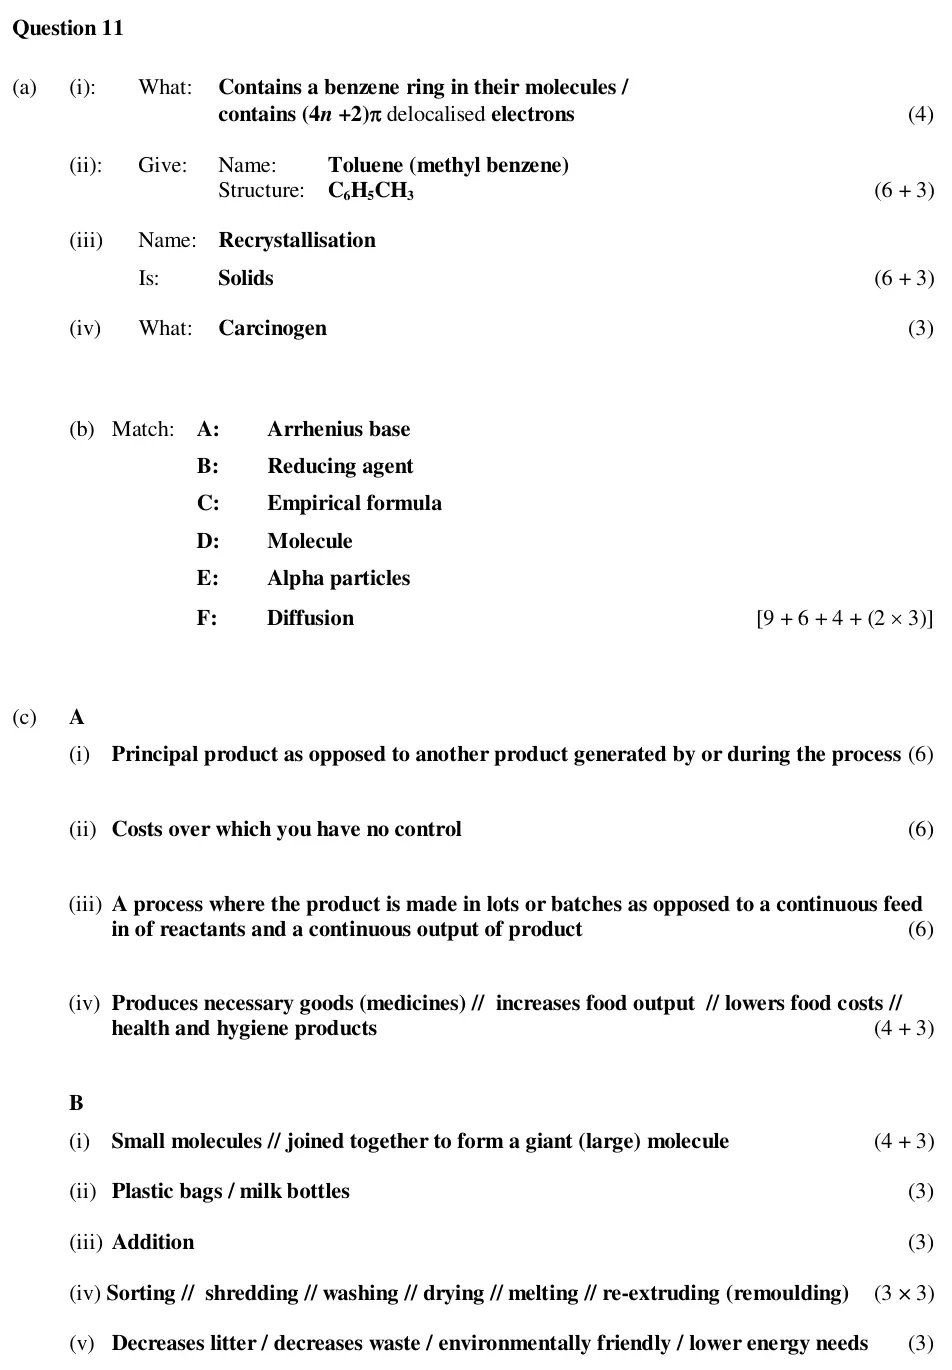 Question 11
(a) (i): What: Contains a benzene ring in their molecules /
contains (4n +2)π delocalised electrons (4)
(ii): Give: Name: Toluene (methyl benzene)
Structure: C₆H₅CH₃ (6 + 3)
(iii) Name: Recrystallisation
Is: Solids (6 + 3)
(iv) What: Carcinogen (3)
(b) Match: A: Arrhenius base
B: Reducing agent
C: Empirical formula
D: Molecule
E: Alpha particles
F: Diffusion [9 + 6 + 4 + (2 × 3)]
(c) A
(i) Principal product as opposed to another product generated by or during the process (6)
(ii) Costs over which you have no control (6)
(iii) A process where the product is made in lots or batches as opposed to a continuous feed
in of reactants and a continuous output of product (6)
(iv) Produces necessary goods (medicines) // increases food output // lowers food costs //
health and hygiene products (4 + 3)
B
(i) Small molecules // joined together to form a giant (large) molecule (4 + 3)
(ii) Plastic bags / milk bottles (3)
(iii) Addition (3)
(iv) Sorting // shredding // washing // drying // melting // re-extruding (remoulding) (3 × 3)
(v) Decreases litter / decreases waste / environmentally friendly / lower energy needs (3)